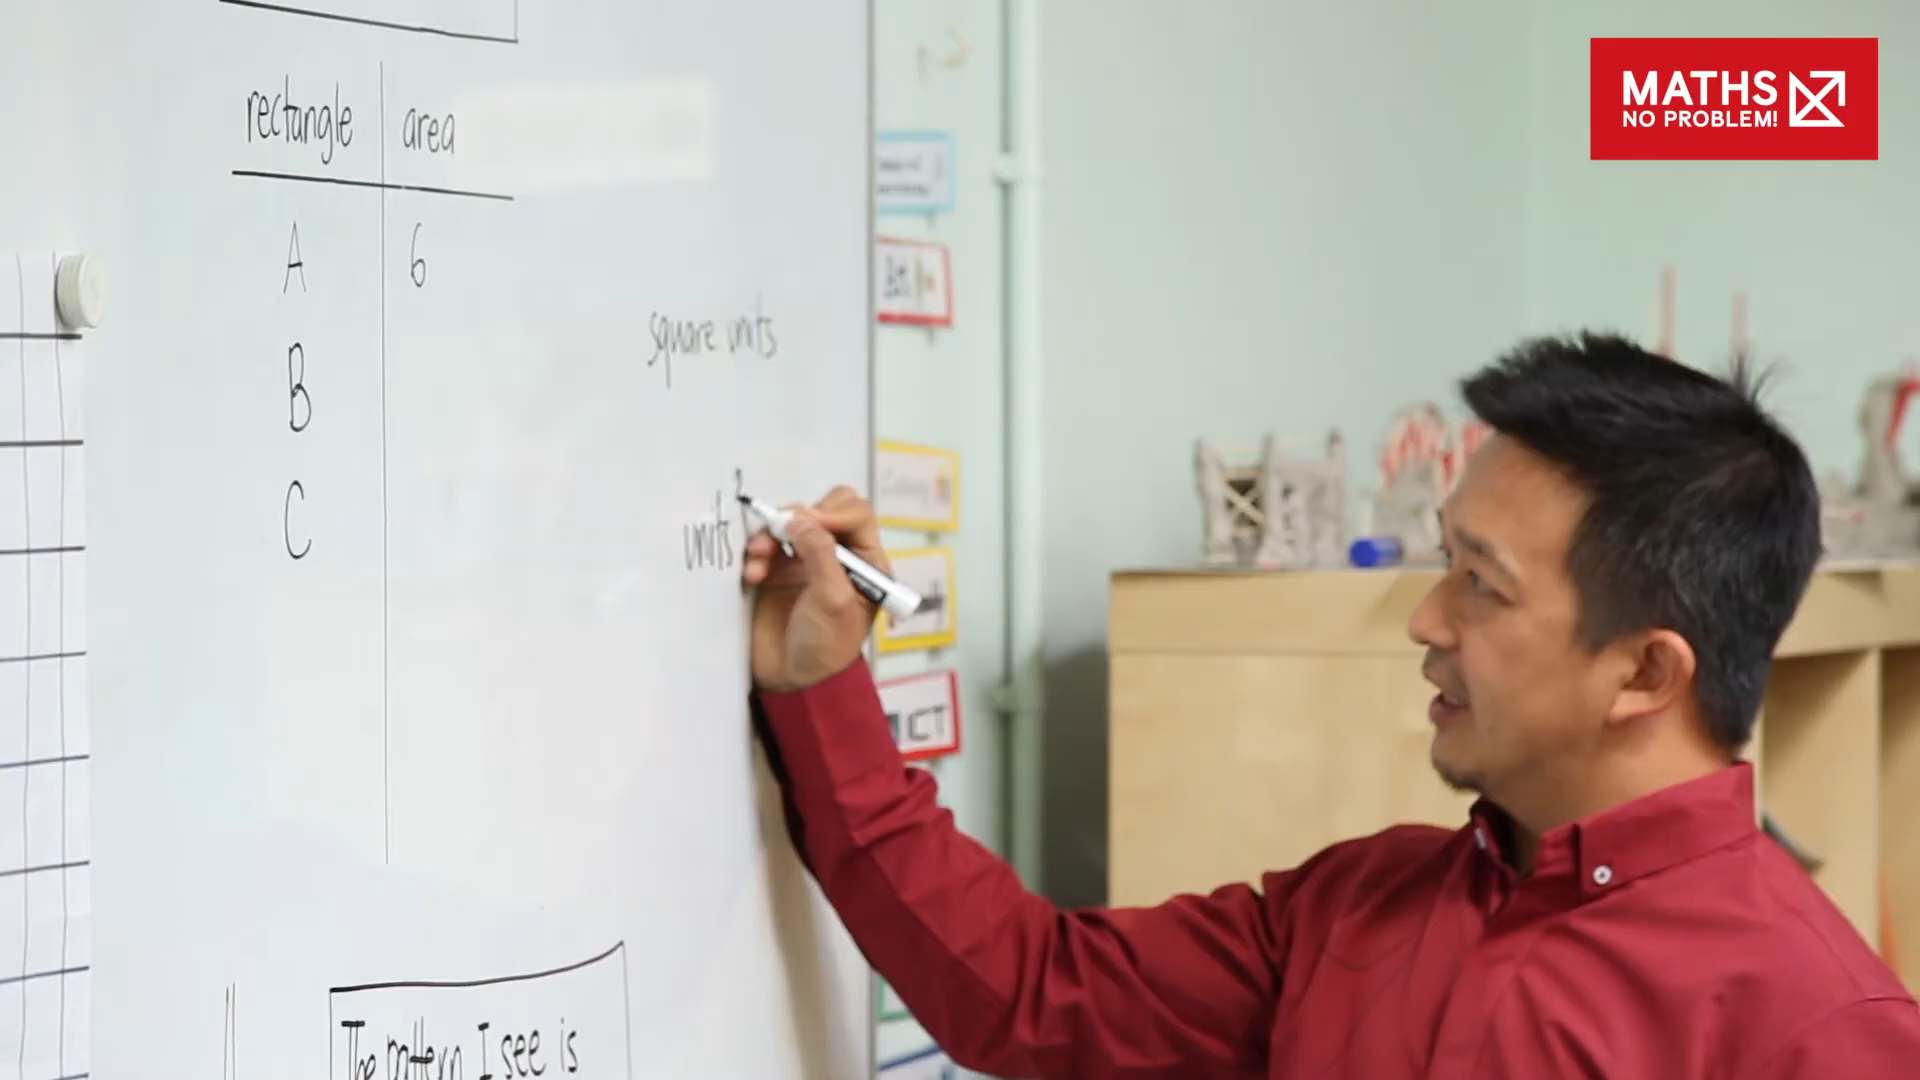 rectangle area
A 6
B
C
square units
units²
The pattern I see is
ICT
MATHS
NO PROBLEM!